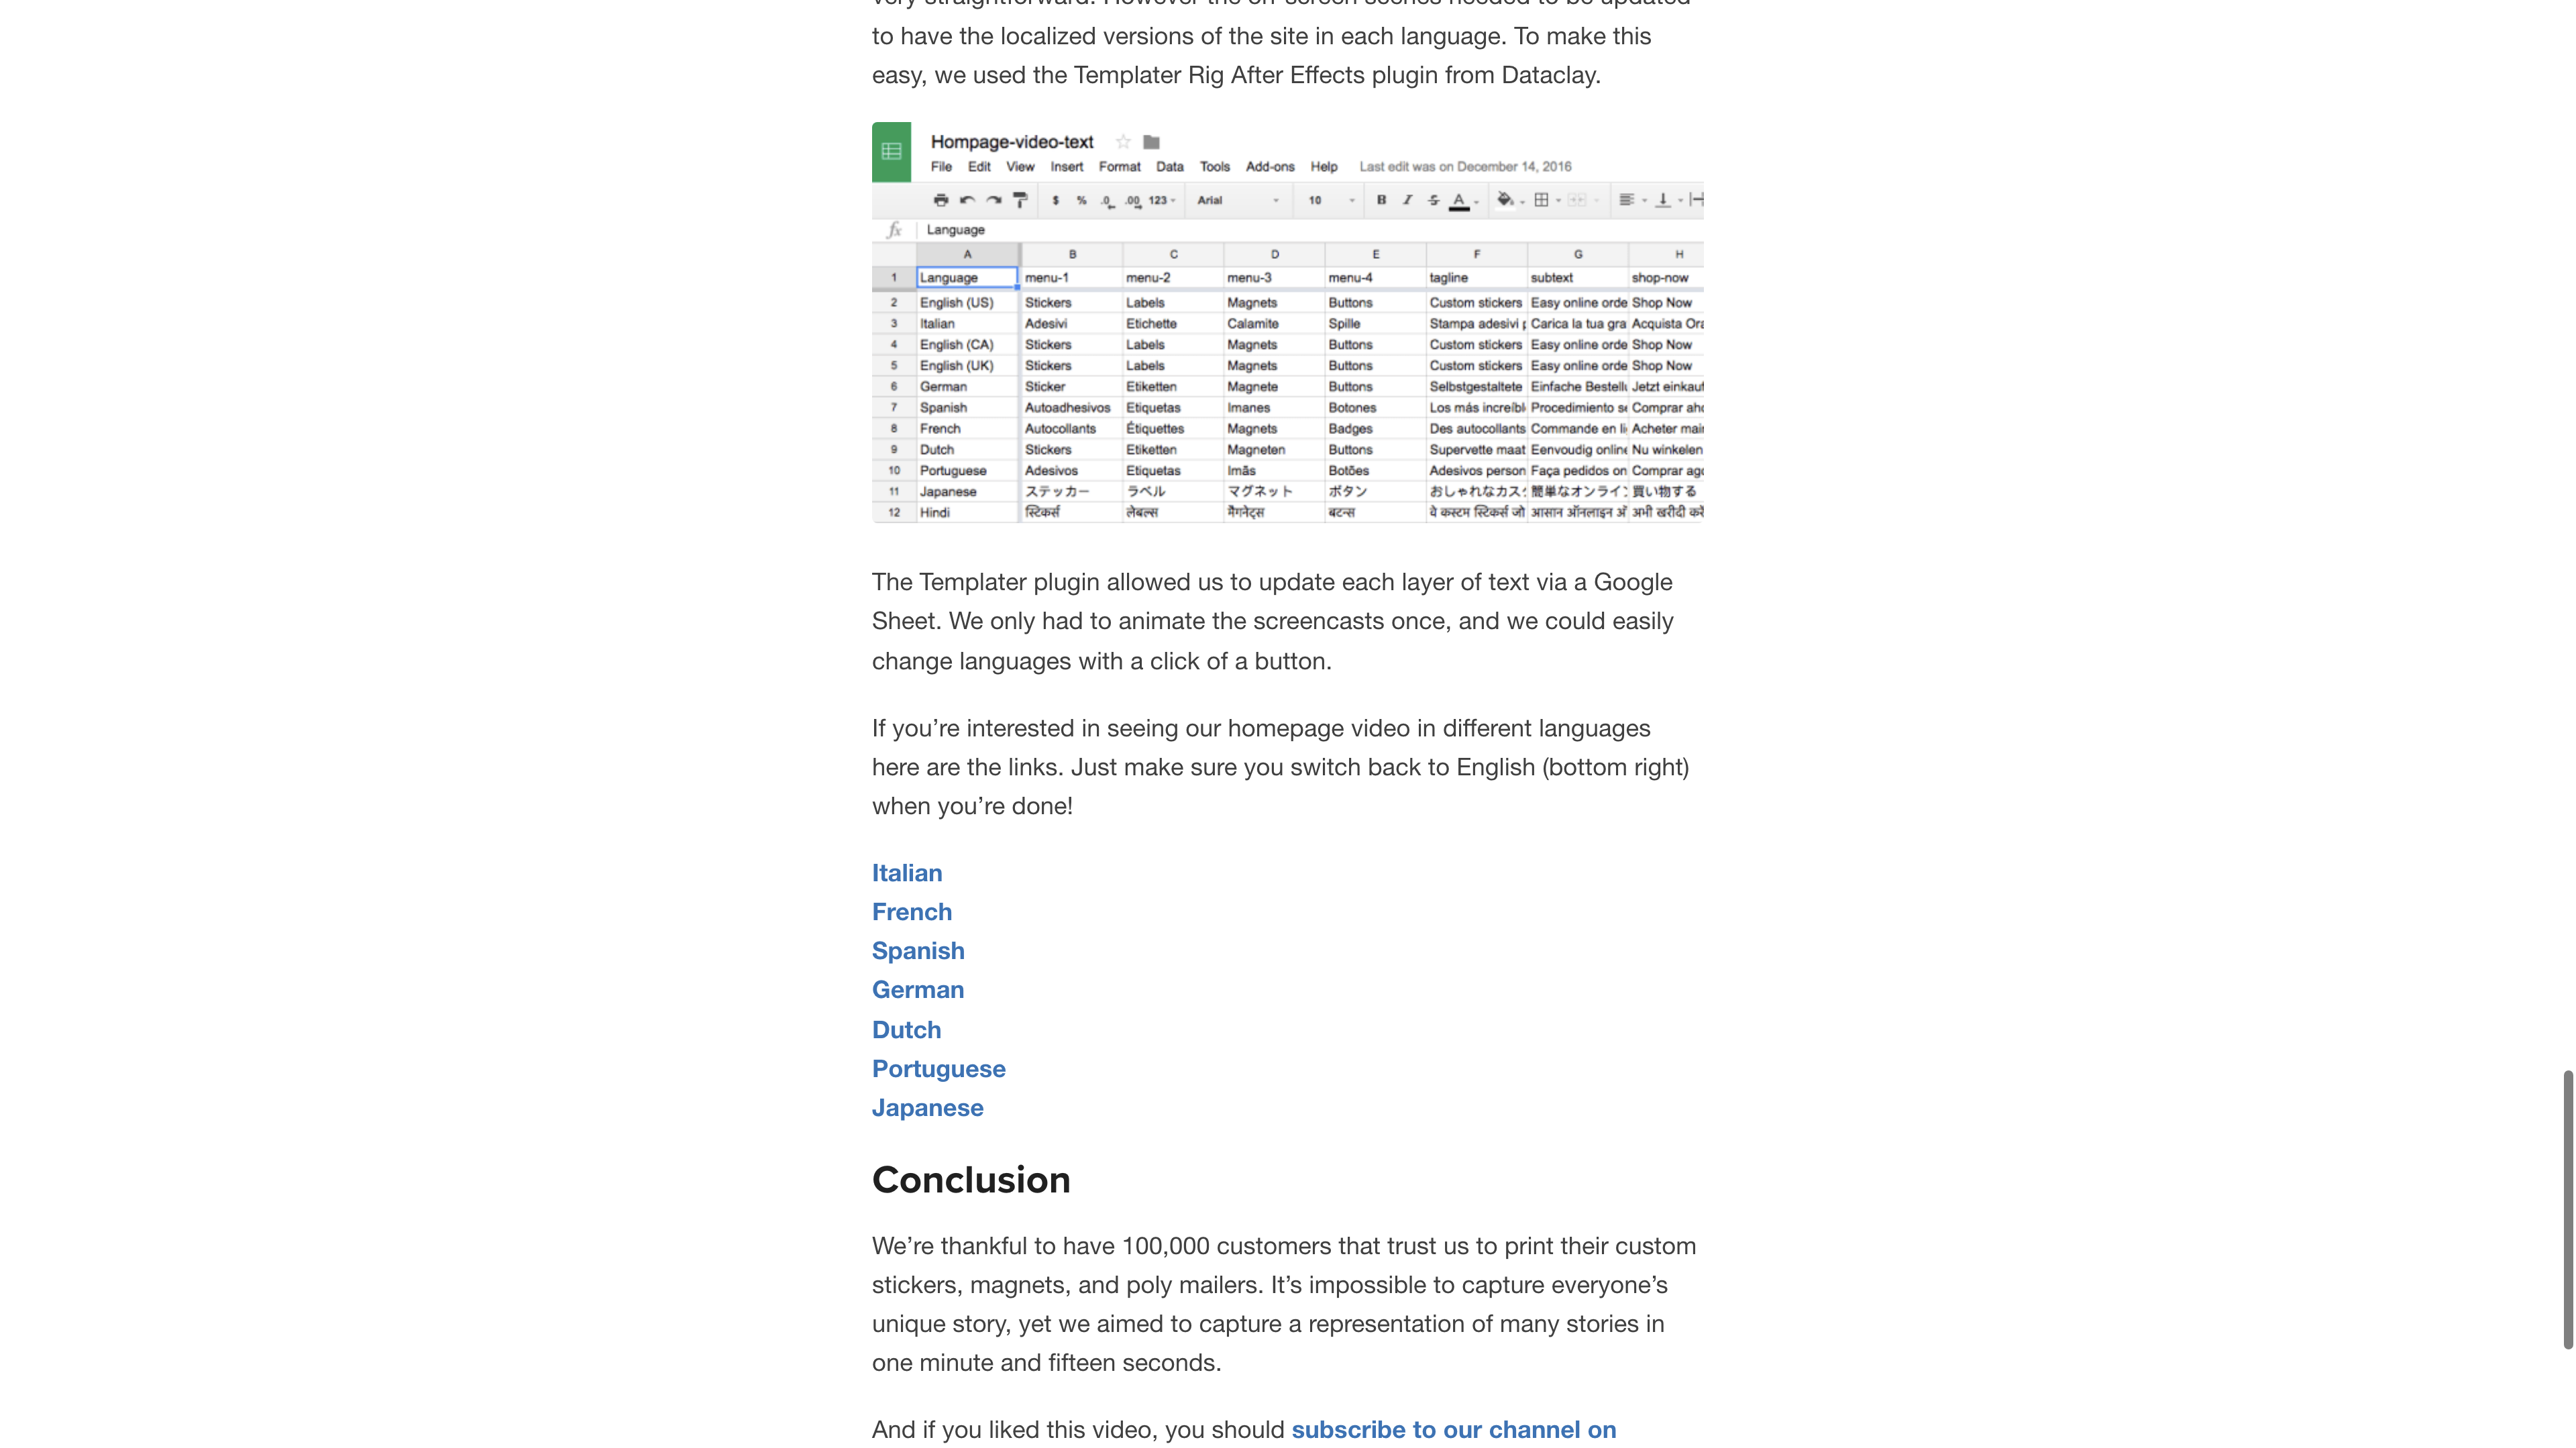 to have the localized versions of the site in each language. To make this
easy, we used the Templater Rig After Effects plugin from Dataclay.
Hompage-video-text
File Edit View Insert Format Data Tools Add-ons Help Last edit was on December 14, 2016
$ % .0 .00 123 Arial 10 B I S A
fx Language
A B C D E F G H
1 Language menu-1 menu-2 menu-3 menu-4 tagline subtext shop-now
2 English (US) Stickers Labels Magnets Buttons Custom stickers Easy online orde Shop Now
3 Italian Adesivi Etichette Calamite Spille Stampa adesivi Carica la tua gra Acquista Ora
4 English (CA) Stickers Labels Magnets Buttons Custom stickers Easy online orde Shop Now
5 English (UK) Stickers Labels Magnets Buttons Custom stickers Easy online orde Shop Now
6 German Sticker Etiketten Magnete Buttons Selbstgestaltete Einfache Bestell Jetzt einkauf
7 Spanish Autoadhesivos Etiquetas Imanes Botones Los más increíbl Procedimiento se Comprar aho
8 French Autocollants Étiquettes Magnets Badges Des autocollants Commande en li Acheter mai
9 Dutch Stickers Etiketten Magneten Buttons Supervette maat Eenvoudig online Nu winkelen
10 Portuguese Adesivos Etiquetas Imãs Botões Adesivos person Faça pedidos on Comprar ago
11 Japanese ステッカー ラベル マグネット ボタン おしゃれなカス 簡単なオンライン 買い物する
12 Hindi स्टिकर्स लेबल्स मैगनेट्स बटन्स ये कस्टम स्टिकर्स जो आसान ऑनलाइन अभी खरीदी करें
The Templater plugin allowed us to update each layer of text via a Google
Sheet. We only had to animate the screencasts once, and we could easily
change languages with a click of a button.
If you’re interested in seeing our homepage video in different languages
here are the links. Just make sure you switch back to English (bottom right)
when you’re done!
Italian
French
Spanish
German
Dutch
Portuguese
Japanese
Conclusion
We’re thankful to have 100,000 customers that trust us to print their custom
stickers, magnets, and poly mailers. It’s impossible to capture everyone’s
unique story, yet we aimed to capture a representation of many stories in
one minute and fifteen seconds.
And if you liked this video, you should subscribe to our channel on